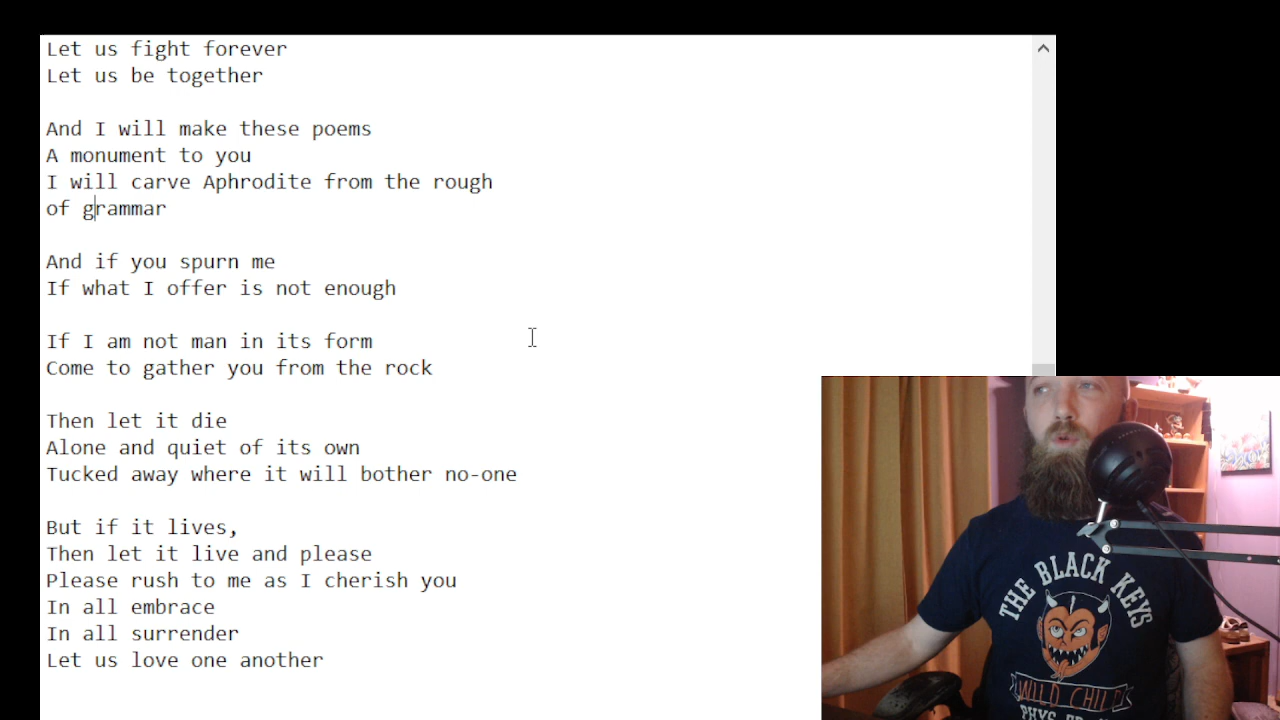 Let us fight forever
Let us be together
And I will make these poems
A monument to you
I will carve Aphrodite from the rough
of grammar
And if you spurn me
If what I offer is not enough
If I am not man in its form
Come to gather you from the rock
Then let it die
Alone and quiet of its own
Tucked away where it will bother no-one
But if it lives,
Then let it live and please
Please rush to me as I cherish you
In all embrace
In all surrender
Let us love one another
THE BLACK KEYS
WILD CHILD